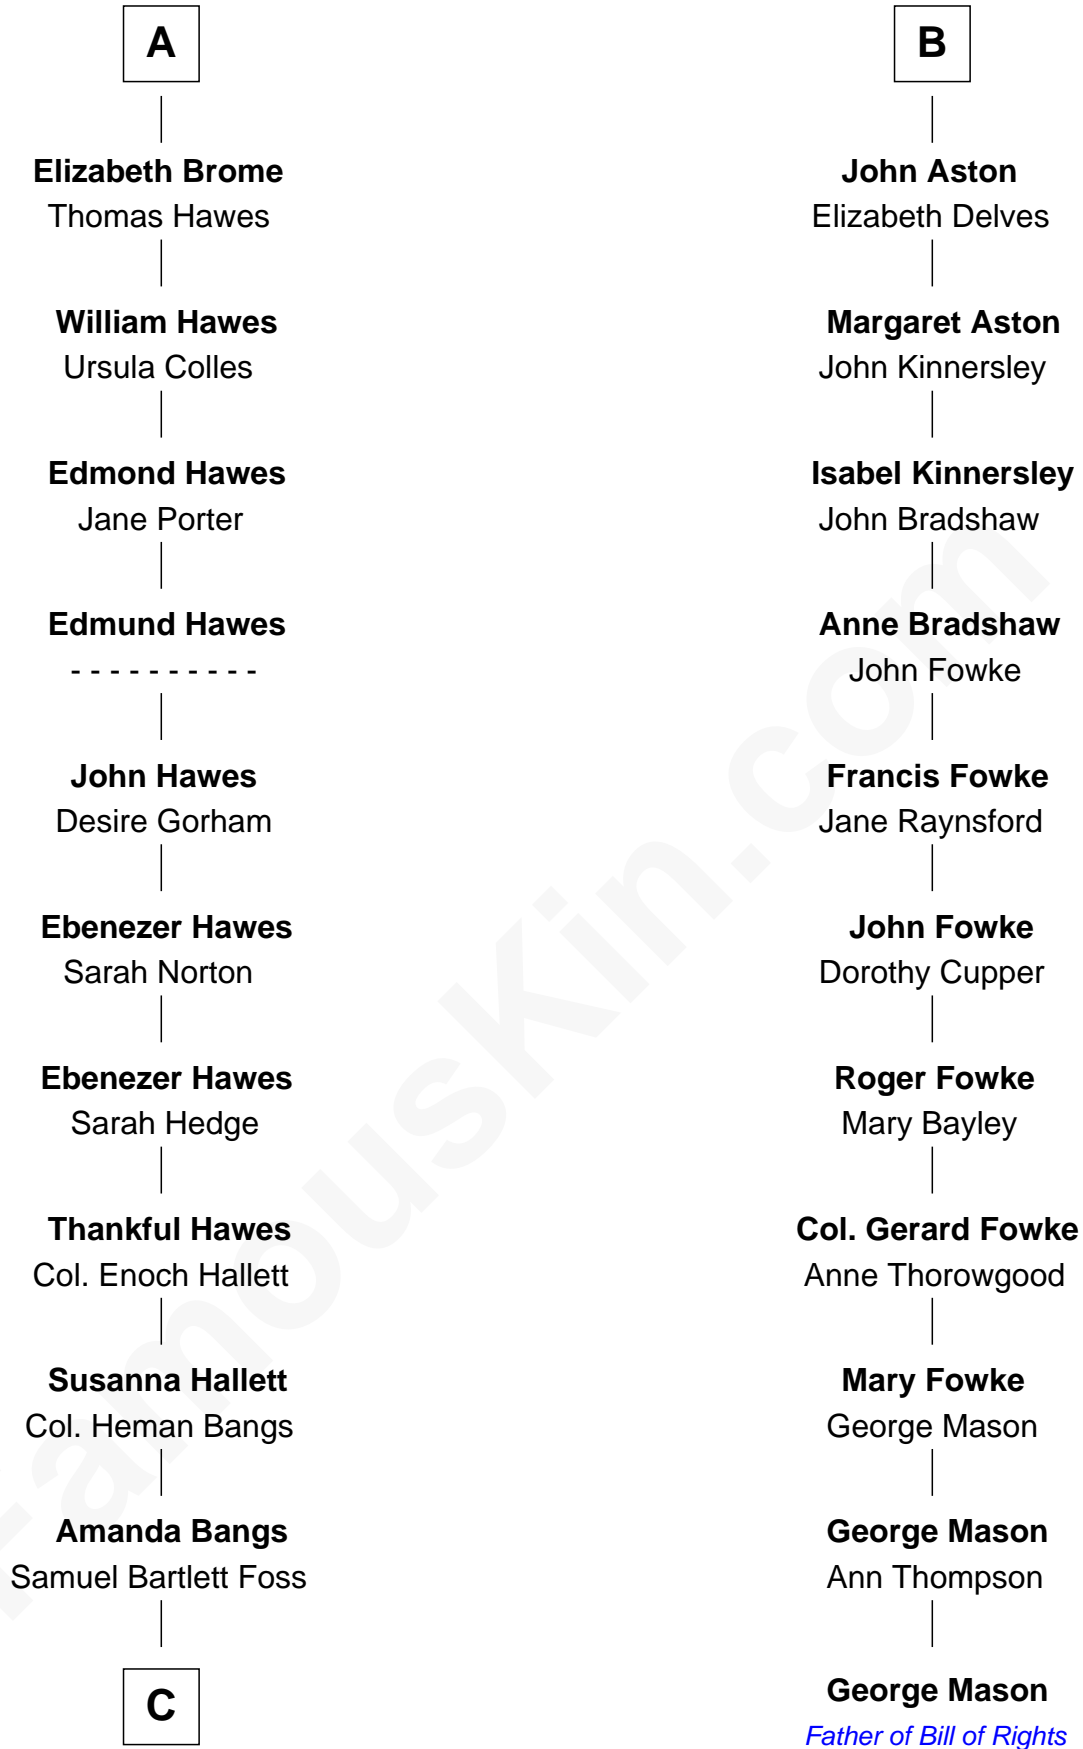 A
Elizabeth Brome
Thomas Hawes
William Hawes
Ursula Colles
Edmond Hawes
Jane Porter
Edmund Hawes
- - - - - - - - - -
John Hawes
Desire Gorham
Ebenezer Hawes
Sarah Norton
Ebenezer Hawes
Sarah Hedge
Thankful Hawes
Col. Enoch Hallett
Susanna Hallett
Col. Heman Bangs
Amanda Bangs
Samuel Bartlett Foss
C
B
John Aston
Elizabeth Delves
Margaret Aston
John Kinnersley
Isabel Kinnersley
John Bradshaw
Anne Bradshaw
John Fowke
Francis Fowke
Jane Raynsford
John Fowke
Dorothy Cupper
Roger Fowke
Mary Bayley
Col. Gerard Fowke
Anne Thorowgood
Mary Fowke
George Mason
George Mason
Ann Thompson
George Mason
Father of Bill of Rights
FamousKin.com